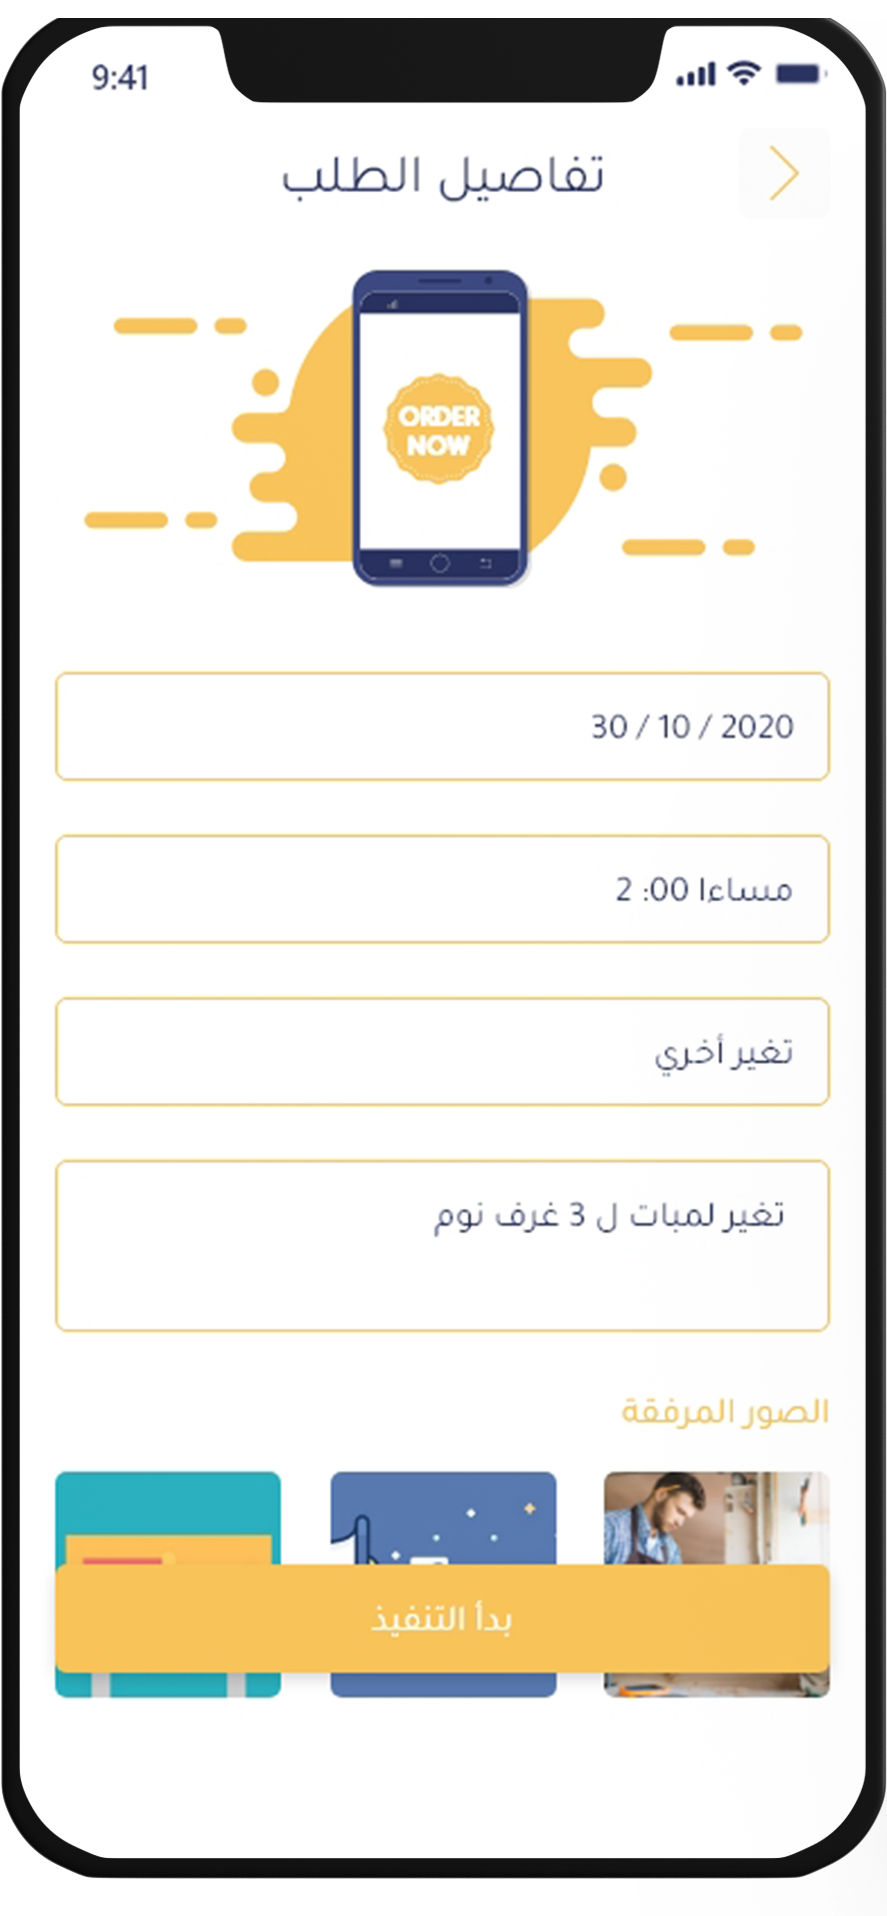 9:41
تفاصيل الطلب
ORDER
NOW
30 / 10 / 2020
مساءا 00: 2
تغير أخري
تغير لمبات ل 3 غرف نوم
الصور المرفقة
بدأ التنفيذ